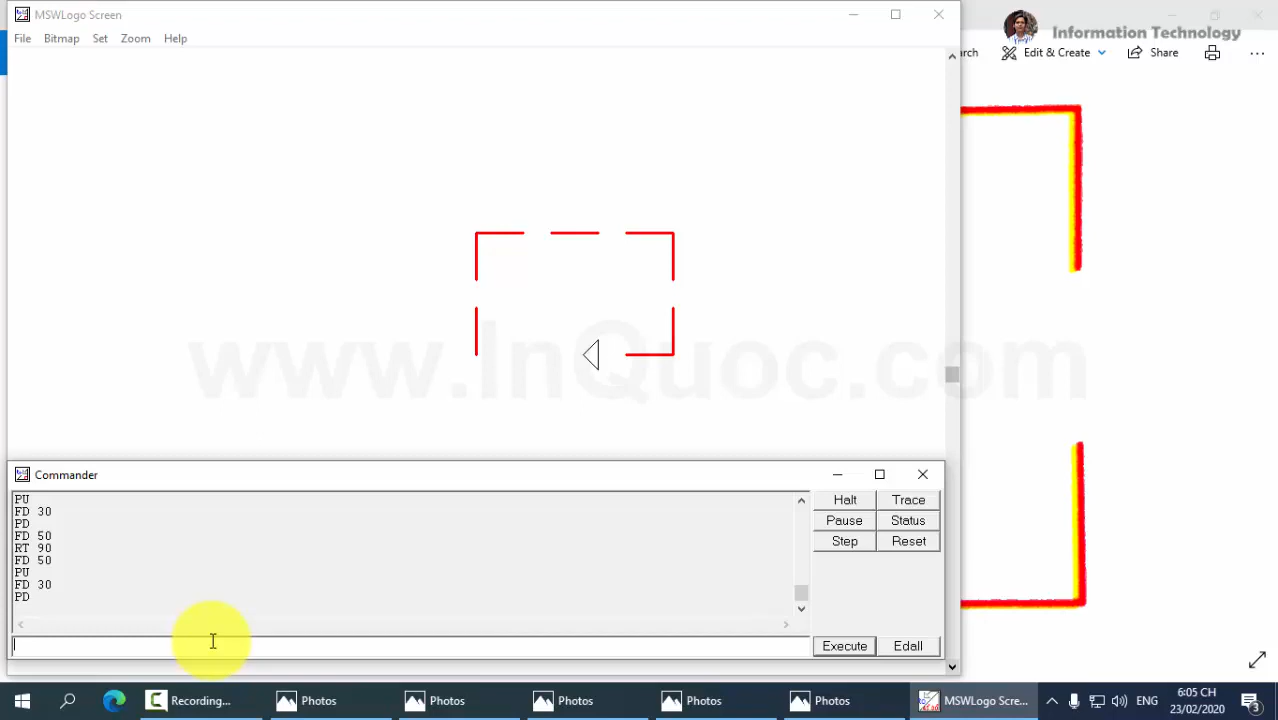 MSWLogo Screen
File Bitmap Set Zoom Help
Information Technology
arch Edit & Create Share
www.InQuoc.com
Commander
PU
FD 30
PD
FD 50
RT 90
FD 50
PU
FD 30
PD
Halt Trace
Pause Status
Step Reset
Execute Edall
Recording... Photos Photos Photos Photos Photos MSWLogo Scre... ENG
6:05 CH
23/02/2020
3